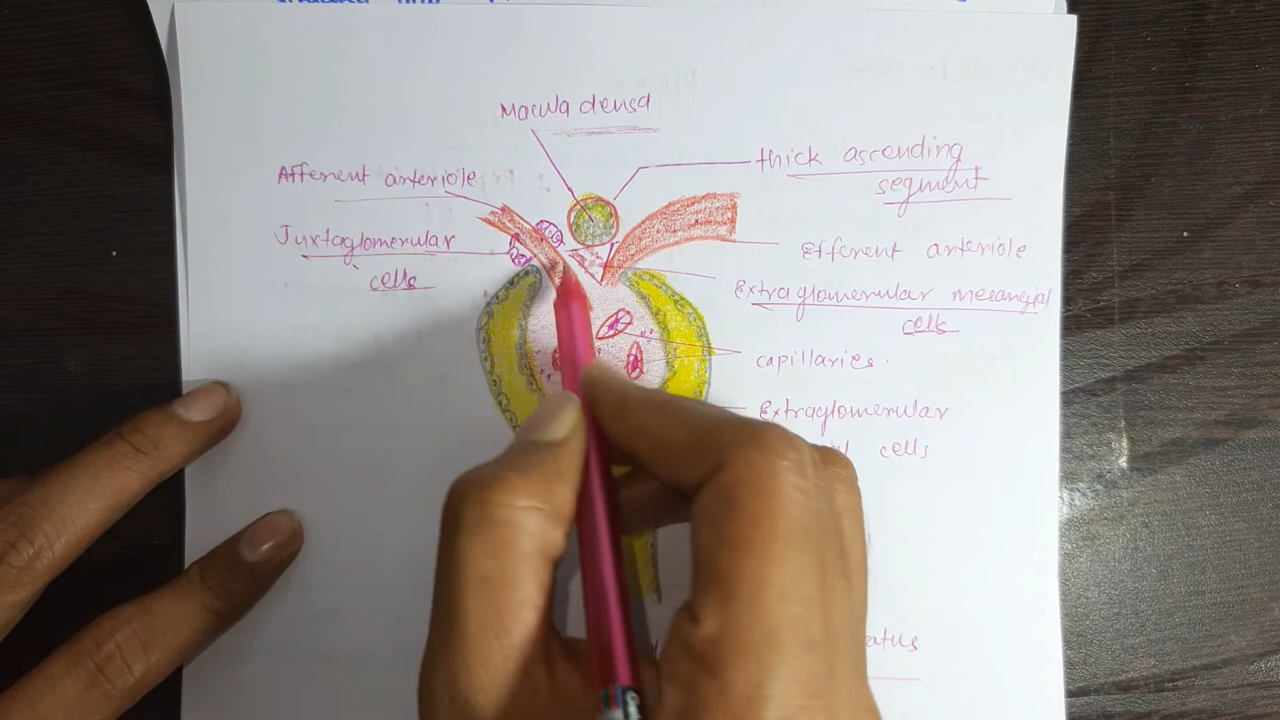 Macula densa
thick ascending
segment
Afferent arteriole
Juxtaglomerular
cells
Efferent arteriole
Extraglomerular mesangial
cells
capillaries.
Extraglomerular
cells